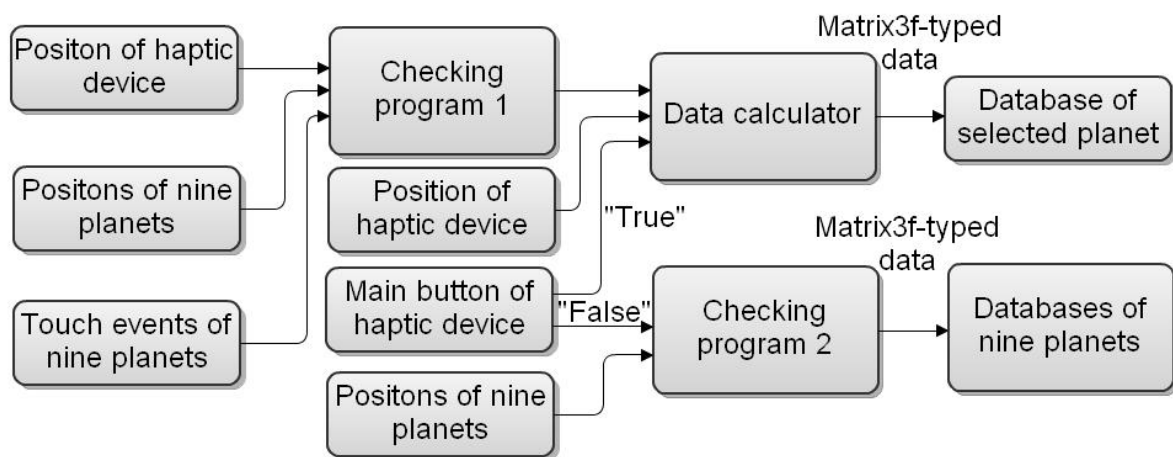 Positon of haptic
device
Positons of nine
planets
Touch events of
nine planets
Checking
program 1
Position of
haptic device
Main button of
haptic device
Positons of nine
planets
"True"
"False"
Data calculator
Checking
program 2
Matrix3f-typed
data
Database of
selected planet
Matrix3f-typed
data
Databases of
nine planets